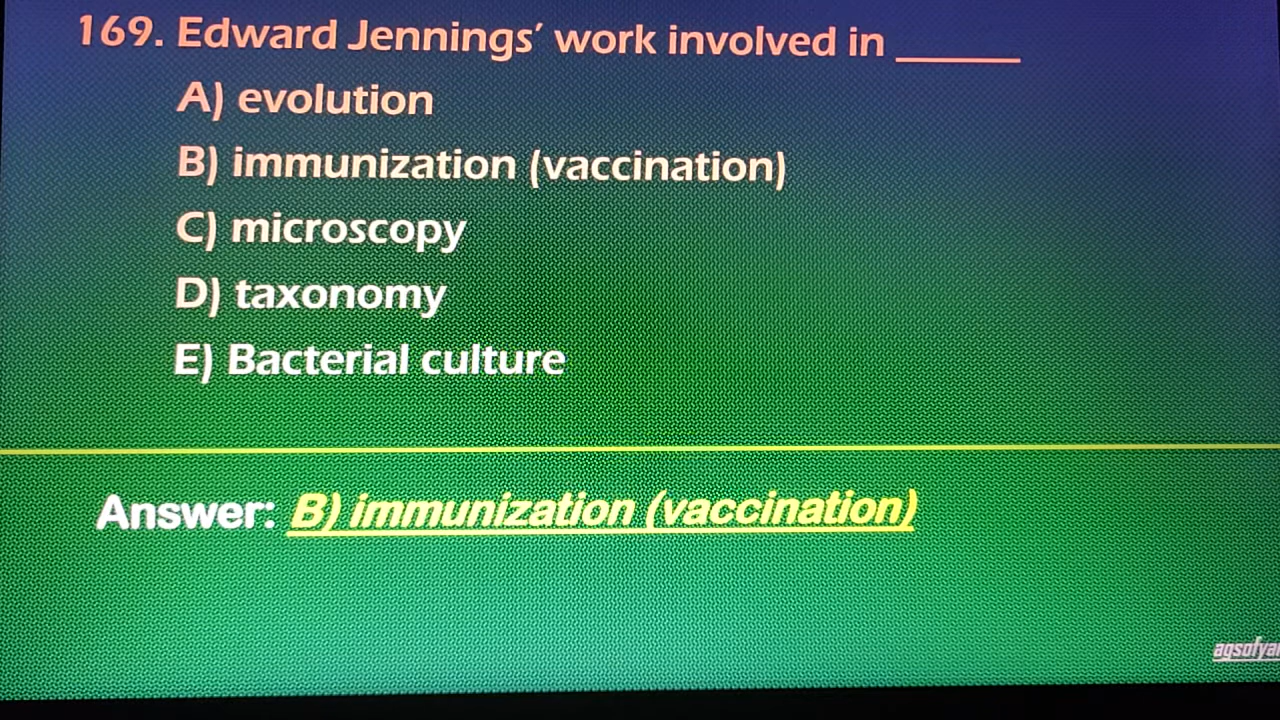 169. Edward Jennings’ work involved in ______
A) evolution
B) immunization (vaccination)
C) microscopy
D) taxonomy
E) Bacterial culture
Answer: B) immunization (vaccination)